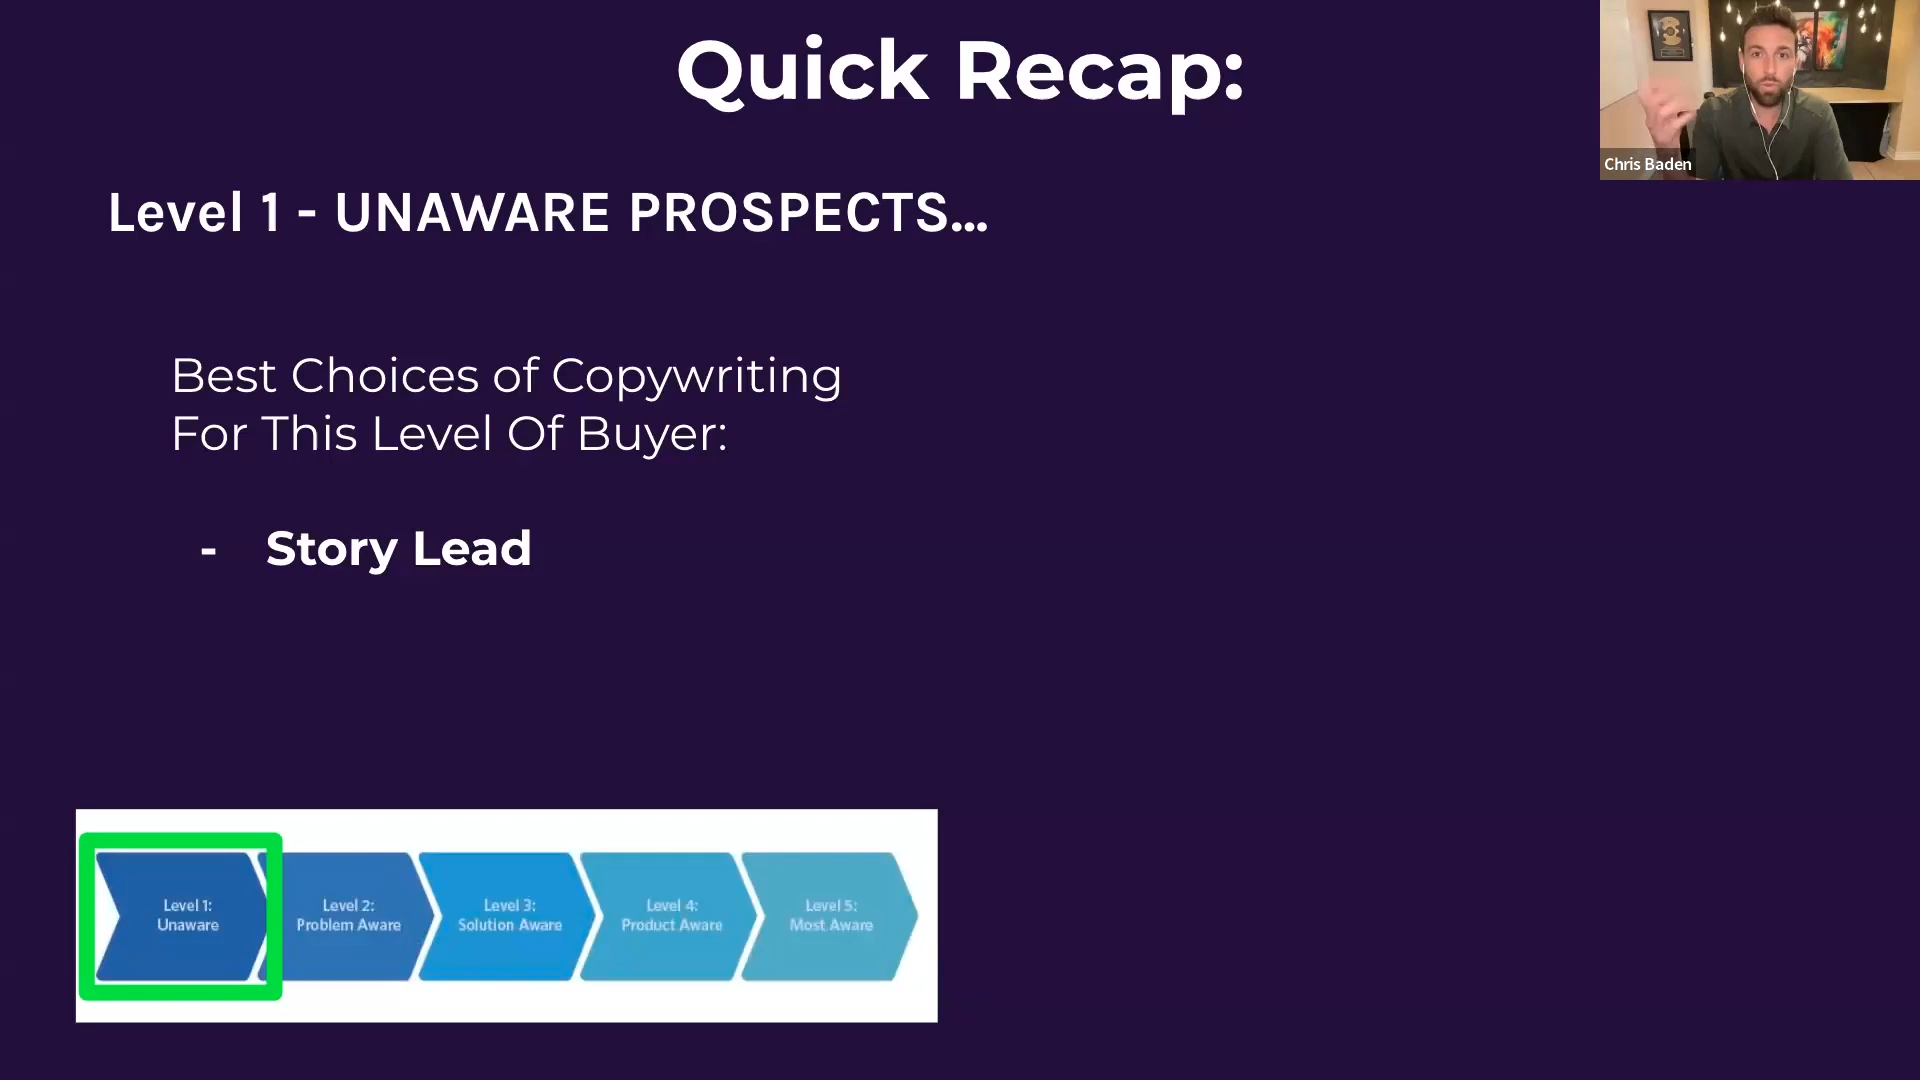 Quick Recap:
Chris Baden
Level 1 - UNAWARE PROSPECTS...
Best Choices of Copywriting
For This Level Of Buyer:
- Story Lead
Level 1:
Unaware
Level 2:
Problem Aware
Level 3:
Solution Aware
Level 4:
Product Aware
Level 5:
Most Aware